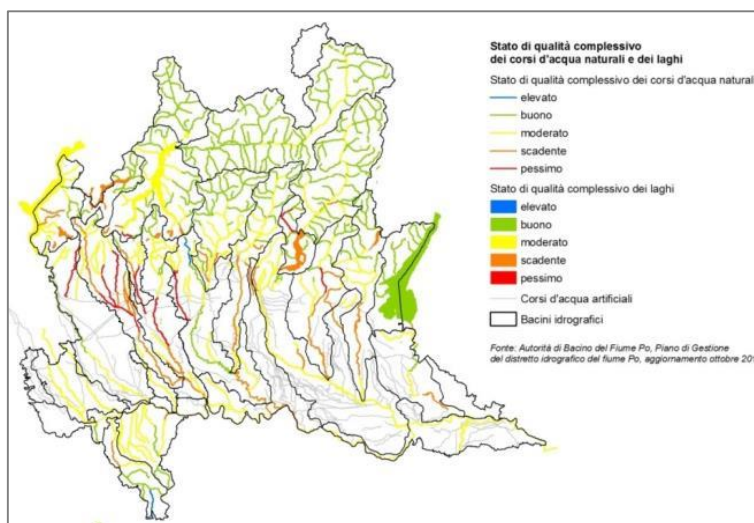 Stato di qualità complessivo
dei corsi d'acqua naturali e dei laghi
Stato di qualità complessivo dei corsi d'acqua natural
elevato
buono
moderato
scadente
pessimo
Stato di qualità complessivo dei laghi
elevato
buono
moderato
scadente
pessimo
Corsi d'acqua artificiali
Bacini idrografici
Fonte: Autorità di Bacino del Fiume Po, Piano di Gestione
del distretto idrografico del fiume Po, aggiornamento ottobre 20